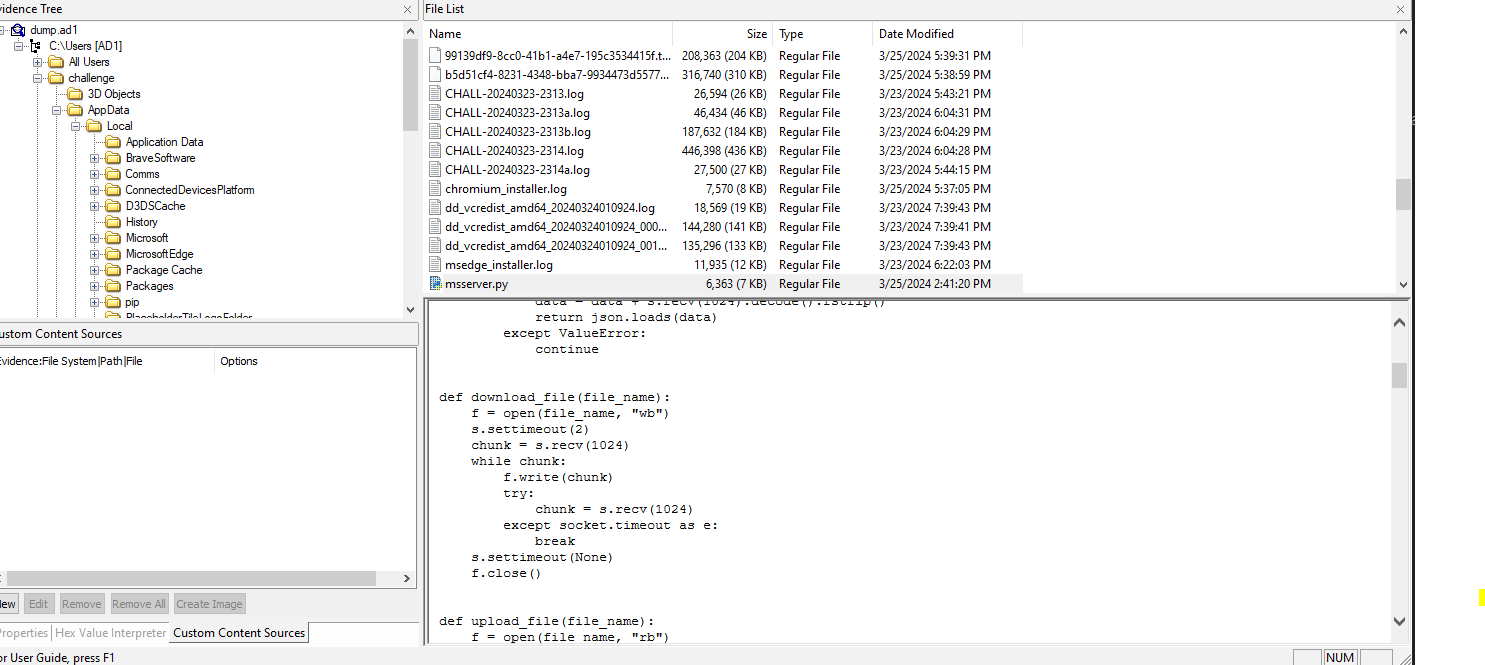 vidence Tree
dump.ad1
C:\Users [AD1]
All Users
challenge
3D Objects
AppData
Local
Application Data
BraveSoftware
Comms
ConnectedDevicesPlatform
D3DSCache
History
Microsoft
MicrosoftEdge
Package Cache
Packages
pip
PlaceholderTileLogoFolder
ustom Content Sources
Evidence:File System|Path|File Options
ew Edit Remove Remove All Create Image
Properties Hex Value Interpreter Custom Content Sources
or User Guide, press F1
File List
Name Size Type Date Modified
99139df9-8cc0-41b1-a4e7-195c3534415f.t... 208,363 (204 KB) Regular File 3/25/2024 5:39:31 PM
b5d51cf4-8231-4348-bba7-9934473d5577... 316,740 (310 KB) Regular File 3/25/2024 5:38:59 PM
CHALL-20240323-2313.log 26,594 (26 KB) Regular File 3/23/2024 5:43:21 PM
CHALL-20240323-2313a.log 46,434 (46 KB) Regular File 3/23/2024 6:04:31 PM
CHALL-20240323-2313b.log 187,632 (184 KB) Regular File 3/23/2024 6:04:29 PM
CHALL-20240323-2314.log 446,398 (436 KB) Regular File 3/23/2024 6:04:28 PM
CHALL-20240323-2314a.log 27,500 (27 KB) Regular File 3/23/2024 5:44:15 PM
chromium_installer.log 7,570 (8 KB) Regular File 3/25/2024 5:37:05 PM
dd_vcredist_amd64_20240324010924.log 18,569 (19 KB) Regular File 3/23/2024 7:39:43 PM
dd_vcredist_amd64_20240324010924_000... 144,280 (141 KB) Regular File 3/23/2024 7:39:41 PM
dd_vcredist_amd64_20240324010924_001... 135,296 (133 KB) Regular File 3/23/2024 7:39:43 PM
msedge_installer.log 11,935 (12 KB) Regular File 3/23/2024 6:22:03 PM
msserver.py 6,363 (7 KB) Regular File 3/25/2024 2:41:20 PM
data = data + s.recv(1024).decode().rstrip()
return json.loads(data)
except ValueError:
continue
def download_file(file_name):
f = open(file_name, "wb")
s.settimeout(2)
chunk = s.recv(1024)
while chunk:
f.write(chunk)
try:
chunk = s.recv(1024)
except socket.timeout as e:
break
s.settimeout(None)
f.close()
def upload_file(file_name):
f = open(file_name, "rb")
NUM